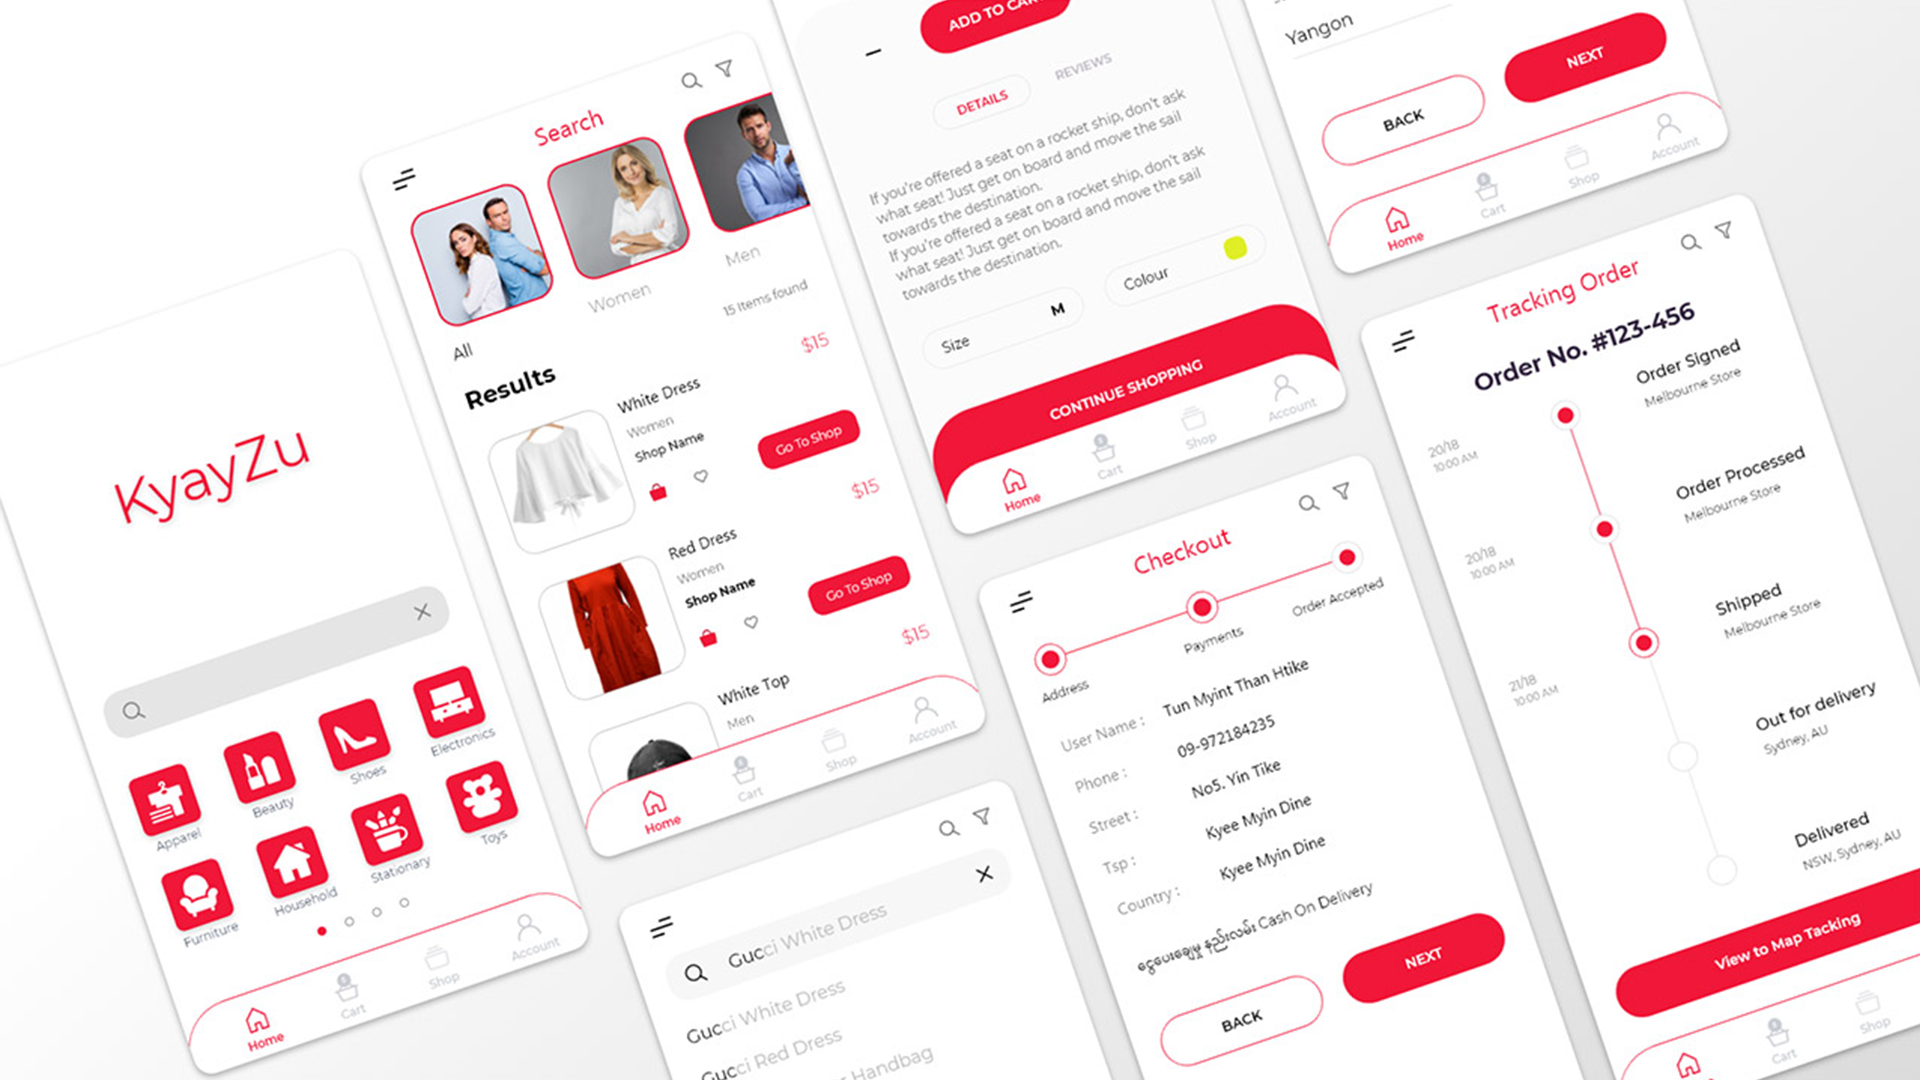 KyayZu
Apparel
Beauty
Shoes
Electronics
Furniture
Household
Stationary
Toys
Home
Cart
Shop
Account
Search
All
Women
Men
15 Items found
Results
White Dress
Women
Shop Name
$15
Go To Shop
Red Dress
Women
Shop Name
$15
Go To Shop
White Top
Men
$15
Home
Cart
Shop
Account
Gucci White Dress
Gucci White Dress
Gucci Red Dress
Handbag
ADD TO CART
DETAILS
REVIEWS
If you're offered a seat on a rocket ship, don't ask
what seat! Just get on board and move the sail
towards the destination.
If you're offered a seat on a rocket ship, don't ask
what seat! Just get on board and move the sail
towards the destination.
Size
M
Colour
CONTINUE SHOPPING
Home
Cart
Shop
Account
Checkout
Address
Payments
Order Accepted
User Name :
Tun Myint Than Htike
Phone :
09-972184235
Street :
No5. Yin Tike
Tsp :
Kyee Myin Dine
Country :
Kyee Myin Dine
ငွေပေးချေမှု နည်းလမ်း Cash On Delivery
BACK
NEXT
Yangon
BACK
NEXT
Home
Cart
Shop
Account
Tracking Order
Order No. #123-456
Order Signed
Melbourne Store
20/18
10:00 AM
Order Processed
Melbourne Store
20/18
10:00 AM
Shipped
Melbourne Store
21/18
10:00 AM
Out for delivery
Sydney, AU
Delivered
NSW, Sydney, AU
View to Map Tacking
Cart
Shop